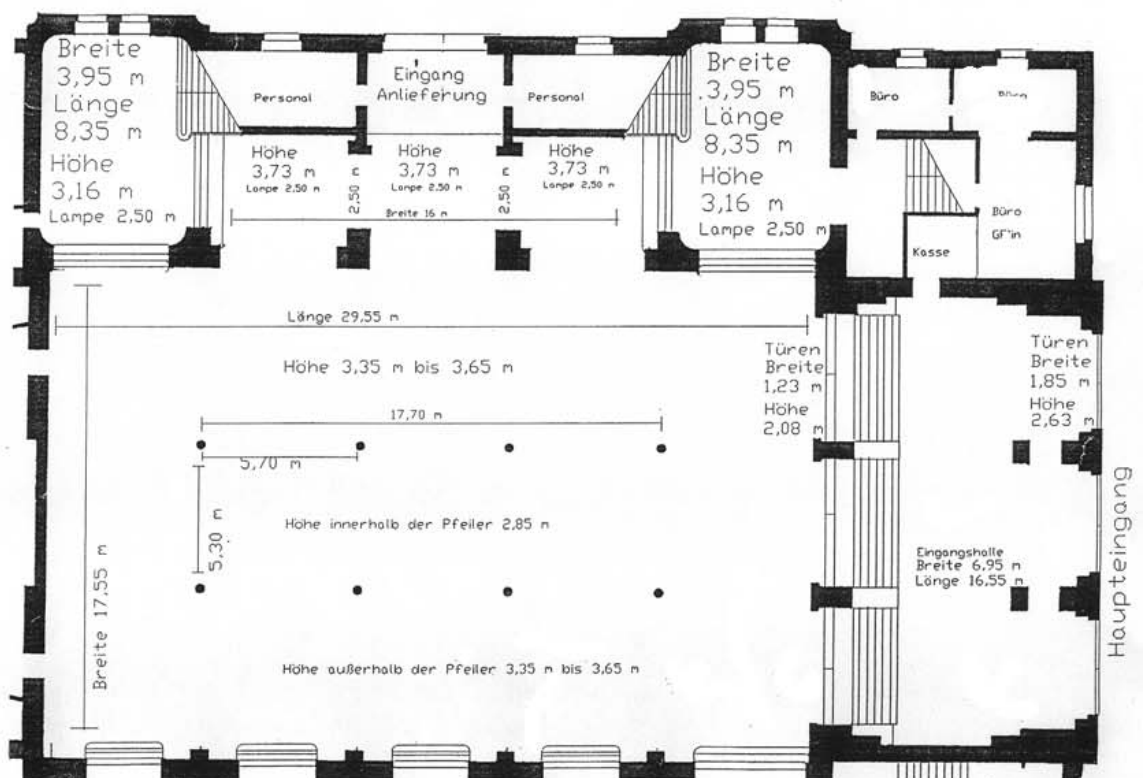 Breite
3,95 m
Länge
8,35 m
Höhe
3,16 m
Lampe 2,50 m
Personal
Eingang
Anlieferung
Personal
Breite
3,95 m
Länge
8,35 m
Höhe
3,16 m
Lampe 2,50 m
Büro
Höhe
3,73 m
Lampe 2,50 m
2,50 m
Höhe
3,73 m
Lampe 2,50 m
2,50 m
Höhe
3,73 m
Lampe 2,50 m
Breite 16 m
Büro
GF'in
Kasse
Länge 29,55 m
Höhe 3,35 m bis 3,65 m
Türen
Breite
1,23 m
Höhe
2,08 m
Türen
Breite
1,85 m
Höhe
2,63 m
17,70 m
5,70 m
5,30 m
Höhe innerhalb der Pfeiler 2,85 m
Breite 17,55 m
Höhe außerhalb der Pfeiler 3,35 m bis 3,65 m
Eingangshalle
Breite 6,95 m
Länge 16,55 m
Haupteingang